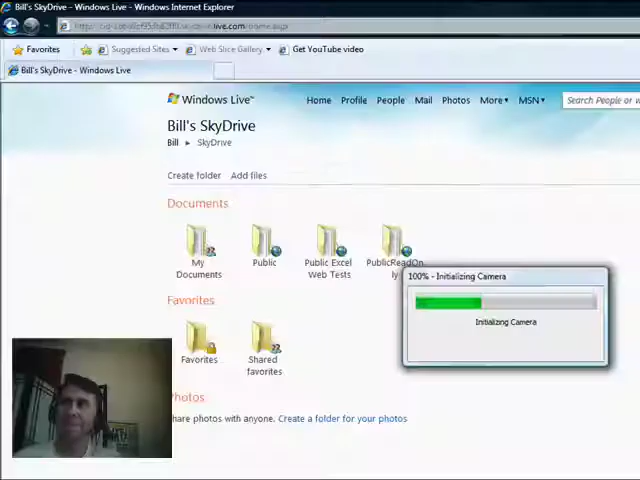 Bill's SkyDrive - Windows Live - Windows Internet Explorer
Favorites Suggested Sites Web Slice Gallery Get YouTube video
Bill's SkyDrive - Windows Live
Windows Live™ Home Profile People Mail Photos More MSN Search People or
Bill's SkyDrive
Bill SkyDrive
Create folder Add files
Documents
My
Documents
Public
Public Excel
Web Tests
PublicReadOn
ly
100% - Initializing Camera
Initializing Camera
Favorites
Favorites
Shared
favorites
Photos
hare photos with anyone. Create a folder for your photos